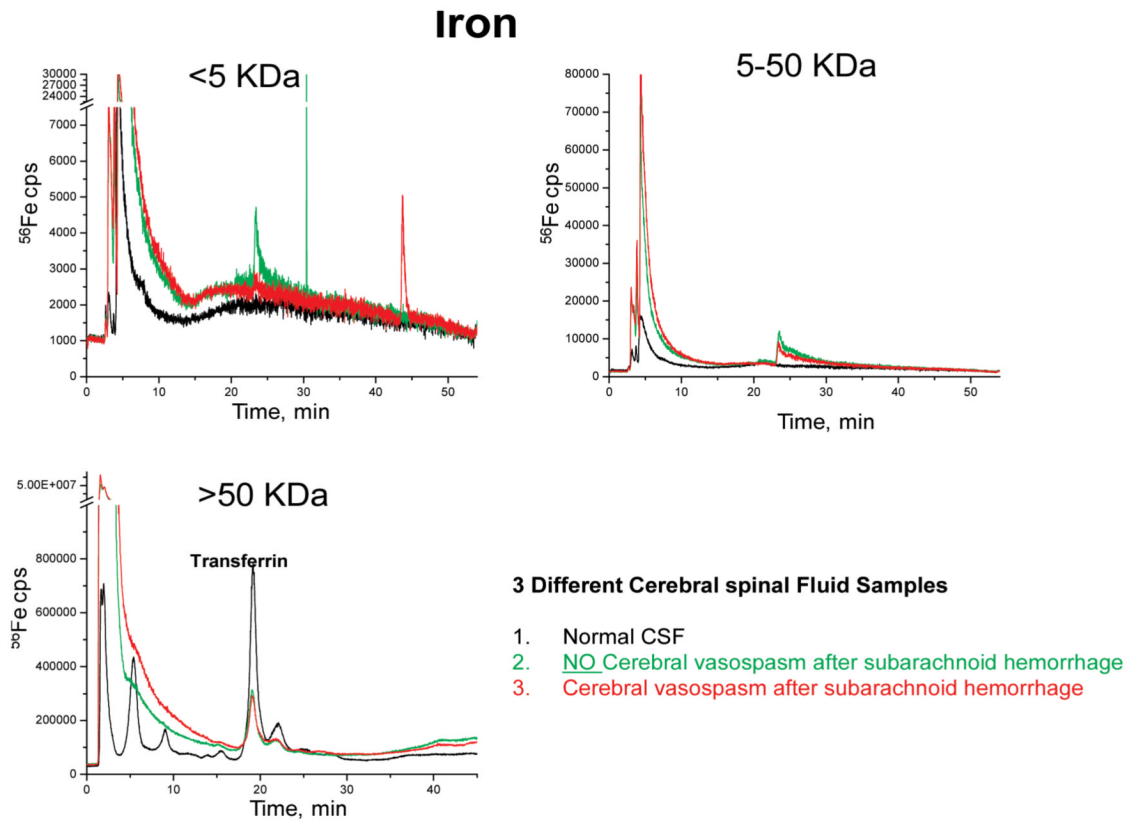 Iron
<5 KDa
30000
27000
24000
7000
6000
5000
4000
3000
2000
1000
0
56Fe cps
0 10 20 30 40 50
Time, min
5-50 KDa
80000
70000
60000
50000
40000
30000
20000
10000
0
56Fe cps
0 10 20 30 40 50
Time, min
>50 KDa
5.00E+007
800000
600000
400000
200000
0
56Fe cps
Transferrin
0 10 20 30 40
Time, min
3 Different Cerebral spinal Fluid Samples
1. Normal CSF
2. NO Cerebral vasospasm after subarachnoid hemorrhage
3. Cerebral vasospasm after subarachnoid hemorrhage